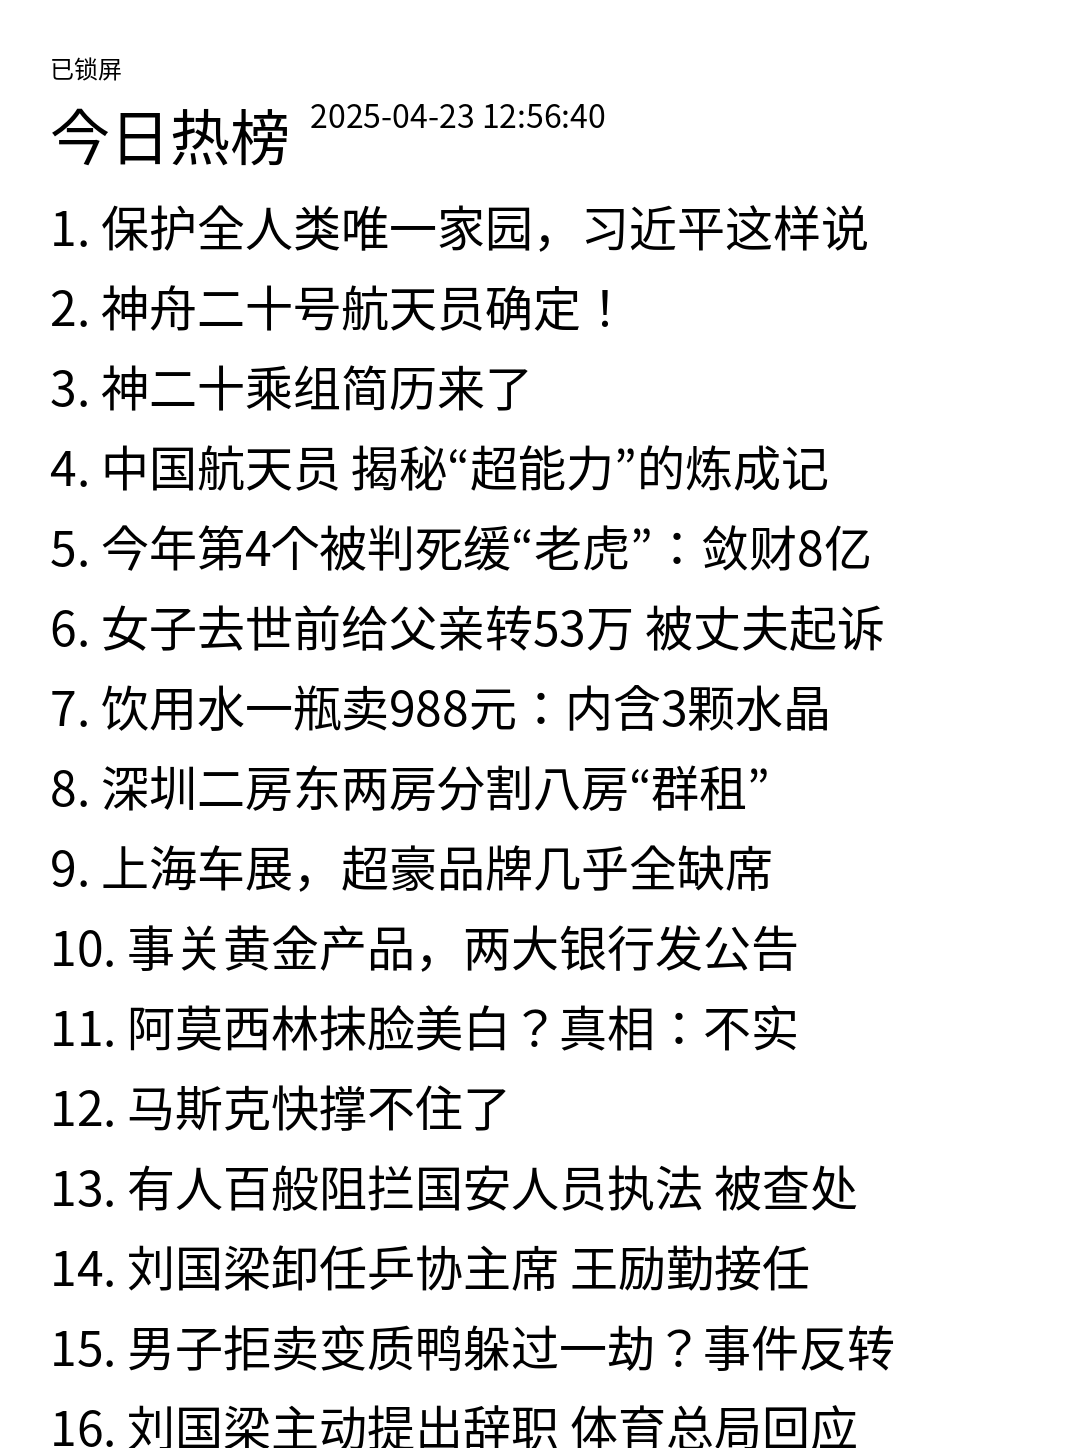 已锁屏
今日热榜 2025-04-23 12:56:40
1. 保护全人类唯一家园，习近平这样说
2. 神舟二十号航天员确定！
3. 神二十乘组简历来了
4. 中国航天员 揭秘“超能力”的炼成记
5. 今年第4个被判死缓“老虎”：敛财8亿
6. 女子去世前给父亲转53万 被丈夫起诉
7. 饮用水一瓶卖988元：内含3颗水晶
8. 深圳二房东两房分割八房“群租”
9. 上海车展，超豪品牌几乎全缺席
10. 事关黄金产品，两大银行发公告
11. 阿莫西林抹脸美白？真相：不实
12. 马斯克快撑不住了
13. 有人百般阻拦国安人员执法 被查处
14. 刘国梁卸任乒协主席 王励勤接任
15. 男子拒卖变质鸭躲过一劫？事件反转
16. 刘国梁主动提出辞职 体育总局回应